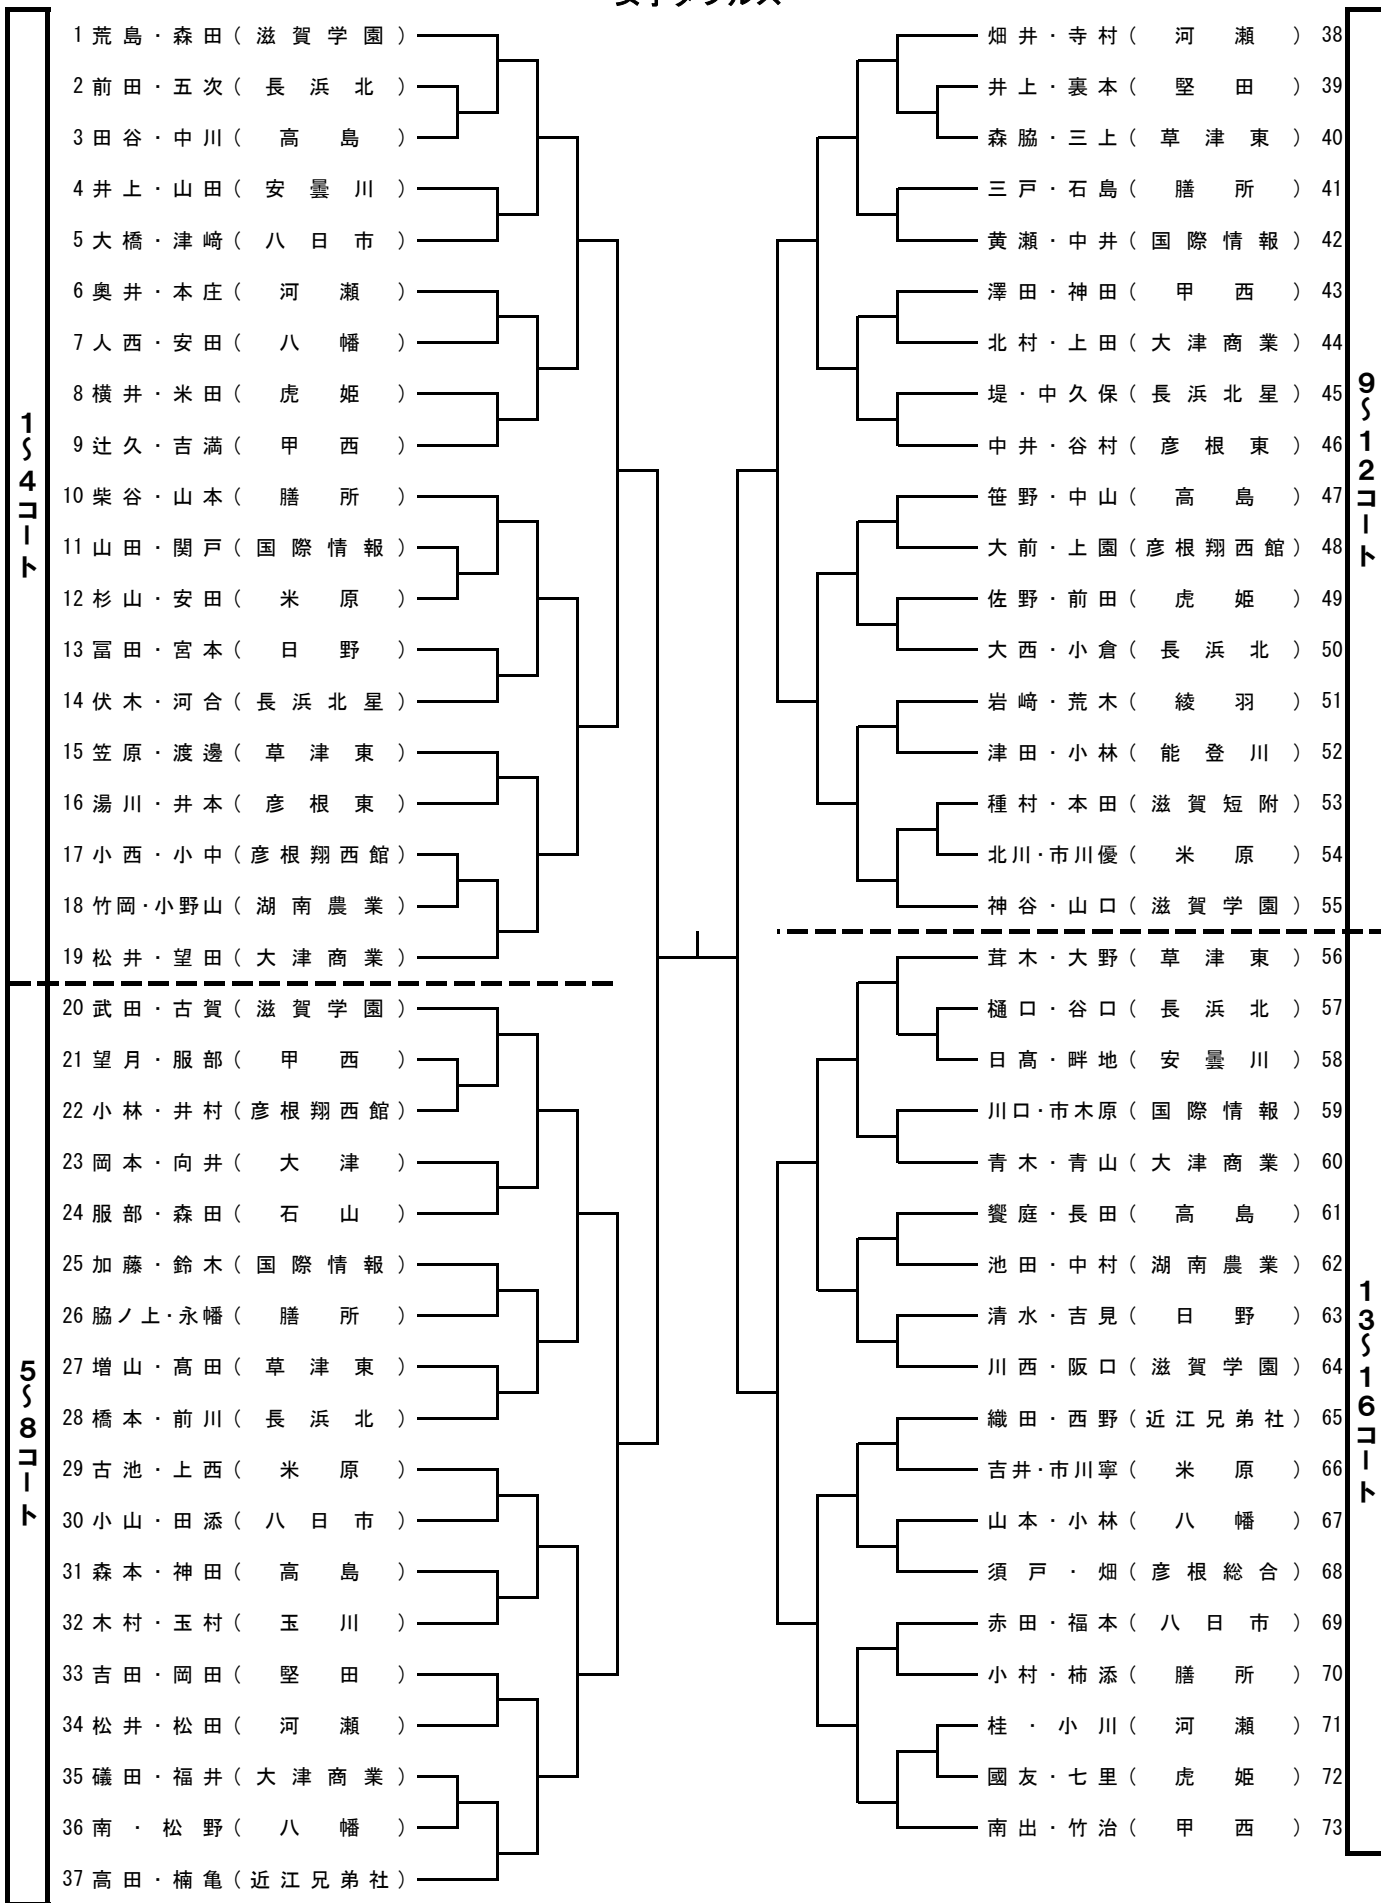 女子ダブルス
1～4コート
1 荒島・森田(滋賀学園)
2 前田・五次(長浜北)
3 田谷・中川(高島)
4 井上・山田(安曇川)
5 大橋・津﨑(八日市)
6 奥井・本庄(河瀬)
7 人西・安田(八幡)
8 横井・米田(虎姫)
9 辻久・吉満(甲西)
10 柴谷・山本(膳所)
11 山田・関戸(国際情報)
12 杉山・安田(米原)
13 冨田・宮本(日野)
14 伏木・河合(長浜北星)
15 笠原・渡邊(草津東)
16 湯川・井本(彦根東)
17 小西・小中(彦根翔西館)
18 竹岡・小野山(湖南農業)
19 松井・望田(大津商業)
5～8コート
20 武田・古賀(滋賀学園)
21 望月・服部(甲西)
22 小林・井村(彦根翔西館)
23 岡本・向井(大津)
24 服部・森田(石山)
25 加藤・鈴木(国際情報)
26 脇ノ上・永幡(膳所)
27 増山・髙田(草津東)
28 橋本・前川(長浜北)
29 古池・上西(米原)
30 小山・田添(八日市)
31 森本・神田(高島)
32 木村・玉村(玉川)
33 吉田・岡田(堅田)
34 松井・松田(河瀬)
35 礒田・福井(大津商業)
36 南・松野(八幡)
37 高田・楠亀(近江兄弟社)
9～12コート
畑井・寺村(河瀬) 38
井上・裏本(堅田) 39
森脇・三上(草津東) 40
三戸・石島(膳所) 41
黄瀬・中井(国際情報) 42
澤田・神田(甲西) 43
北村・上田(大津商業) 44
堤・中久保(長浜北星) 45
中井・谷村(彦根東) 46
笹野・中山(高島) 47
大前・上園(彦根翔西館) 48
佐野・前田(虎姫) 49
大西・小倉(長浜北) 50
岩﨑・荒木(綾羽) 51
津田・小林(能登川) 52
種村・本田(滋賀短附) 53
北川・市川優(米原) 54
神谷・山口(滋賀学園) 55
13～16コート
茸木・大野(草津東) 56
樋口・谷口(長浜北) 57
日髙・畔地(安曇川) 58
川口・市木原(国際情報) 59
青木・青山(大津商業) 60
饗庭・長田(高島) 61
池田・中村(湖南農業) 62
清水・吉見(日野) 63
川西・阪口(滋賀学園) 64
織田・西野(近江兄弟社) 65
吉井・市川寧(米原) 66
山本・小林(八幡) 67
須戸・畑(彦根総合) 68
赤田・福本(八日市) 69
小村・柿添(膳所) 70
桂・小川(河瀬) 71
國友・七里(虎姫) 72
南出・竹治(甲西) 73